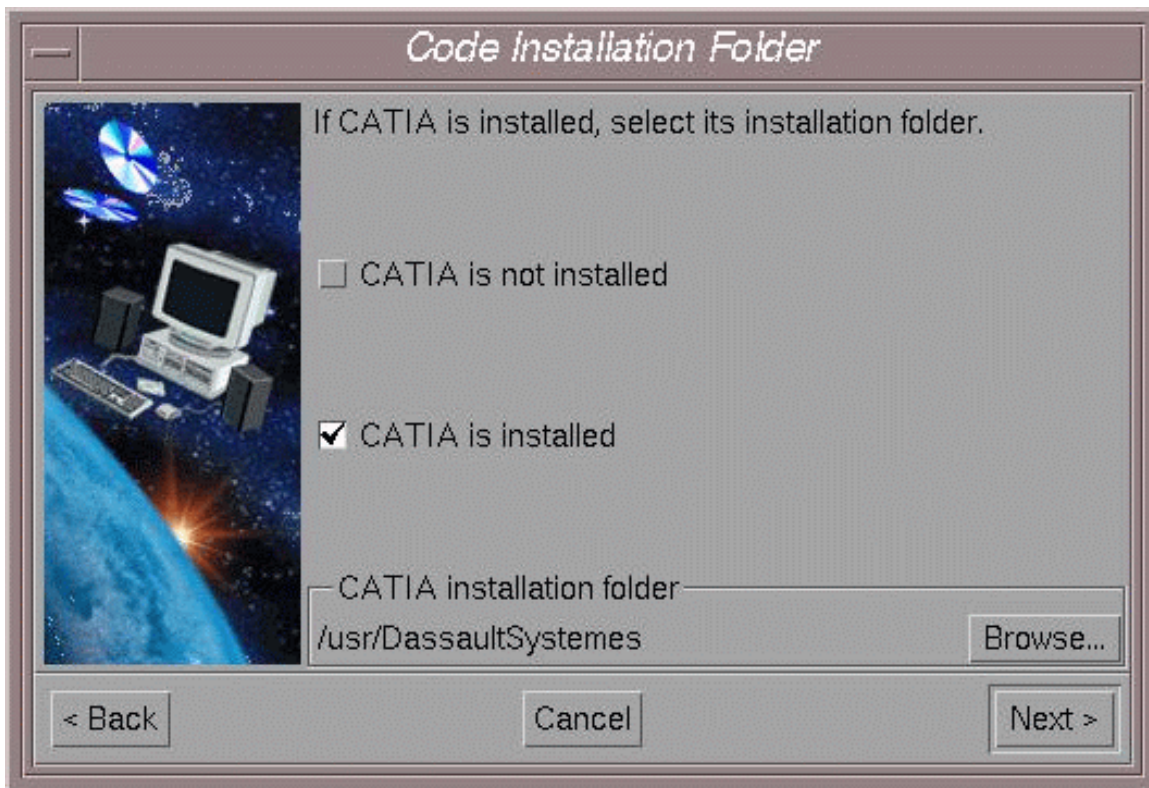 Code Installation Folder
If CATIA is installed, select its installation folder.
CATIA is not installed
CATIA is installed
CATIA installation folder
/usr/DassaultSystemes
Browse...
< Back
Cancel
Next >